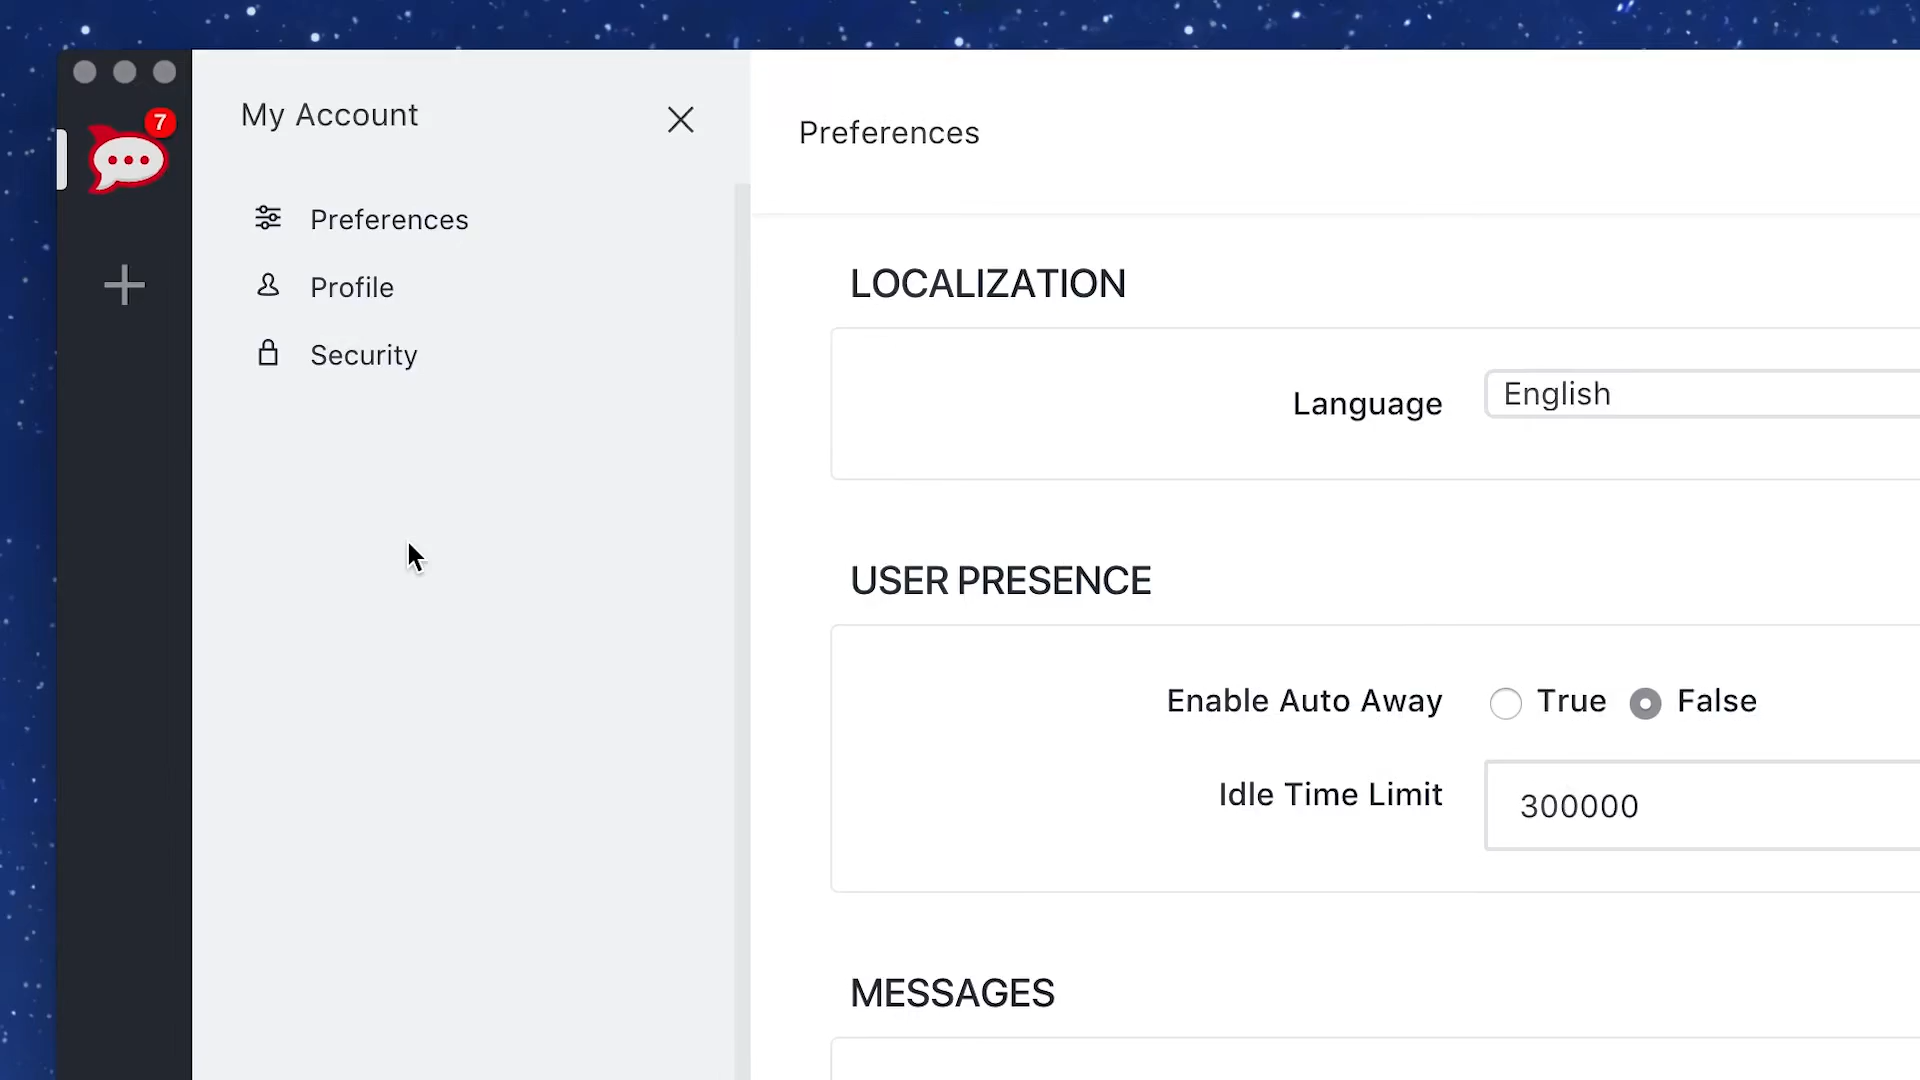 7
My Account
Preferences
Profile
Security
Preferences
LOCALIZATION
Language English
USER PRESENCE
Enable Auto Away True False
Idle Time Limit 300000
MESSAGES